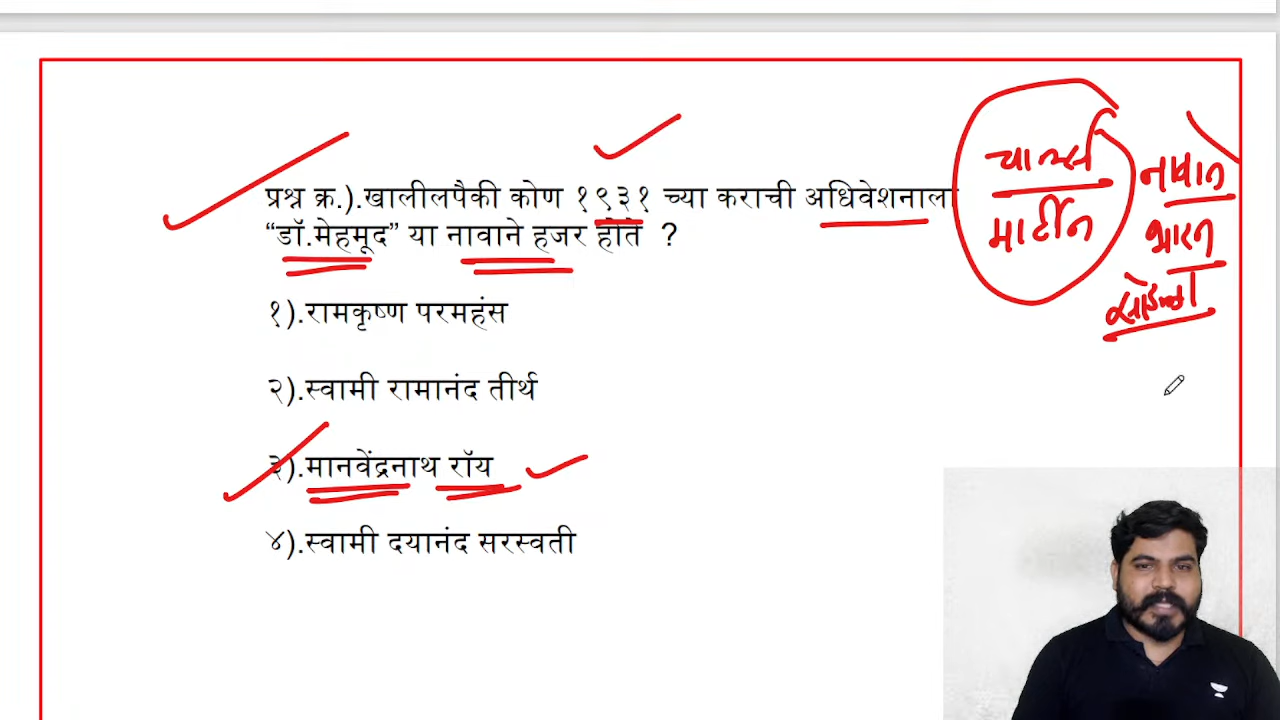 प्रश्न क्र.).खालीलपैकी कोण १९३१ च्या कराची अधिवेशनाला
“डॉ.मेहमूद” या नावाने हजर होते ?
१).रामकृष्ण परमहंस
२).स्वामी रामानंद तीर्थ
३).मानवेंद्रनाथ रॉय
४).स्वामी दयानंद सरस्वती
चार्ल्स
मार्टीन
भारत